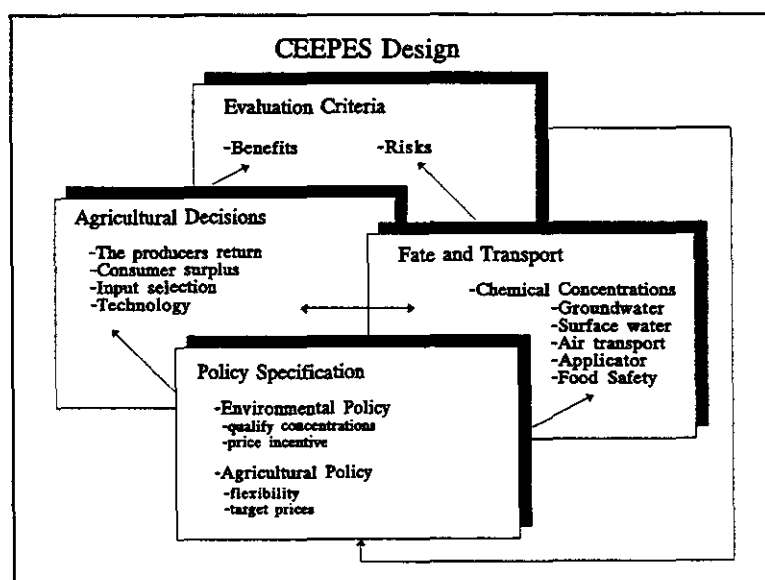 CEEPES Design
Evaluation Criteria
-Benefits -Risks
Agricultural Decisions
-The producers return
-Consumer surplus
-Input selection
-Technology
Fate and Transport
-Chemical Concentrations
-Groundwater
-Surface water
-Air transport
-Applicator
-Food Safety
Policy Specification
-Environmental Policy
-qualify concentrations
-price incentive
-Agricultural Policy
-flexibility
-target prices